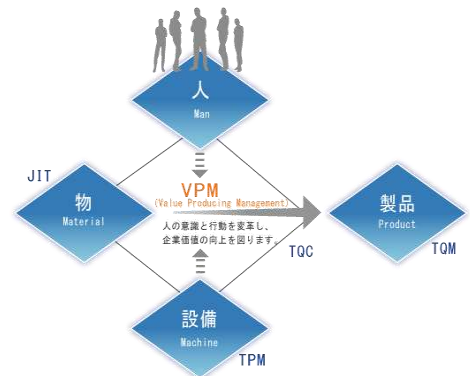 人
Man
JIT
物
Material
VPM
(Value Producing Management)
人の意識と行動を変革し、
企業価値の向上を図ります。
製品
Product
TQC
TQM
設備
Machine
TPM